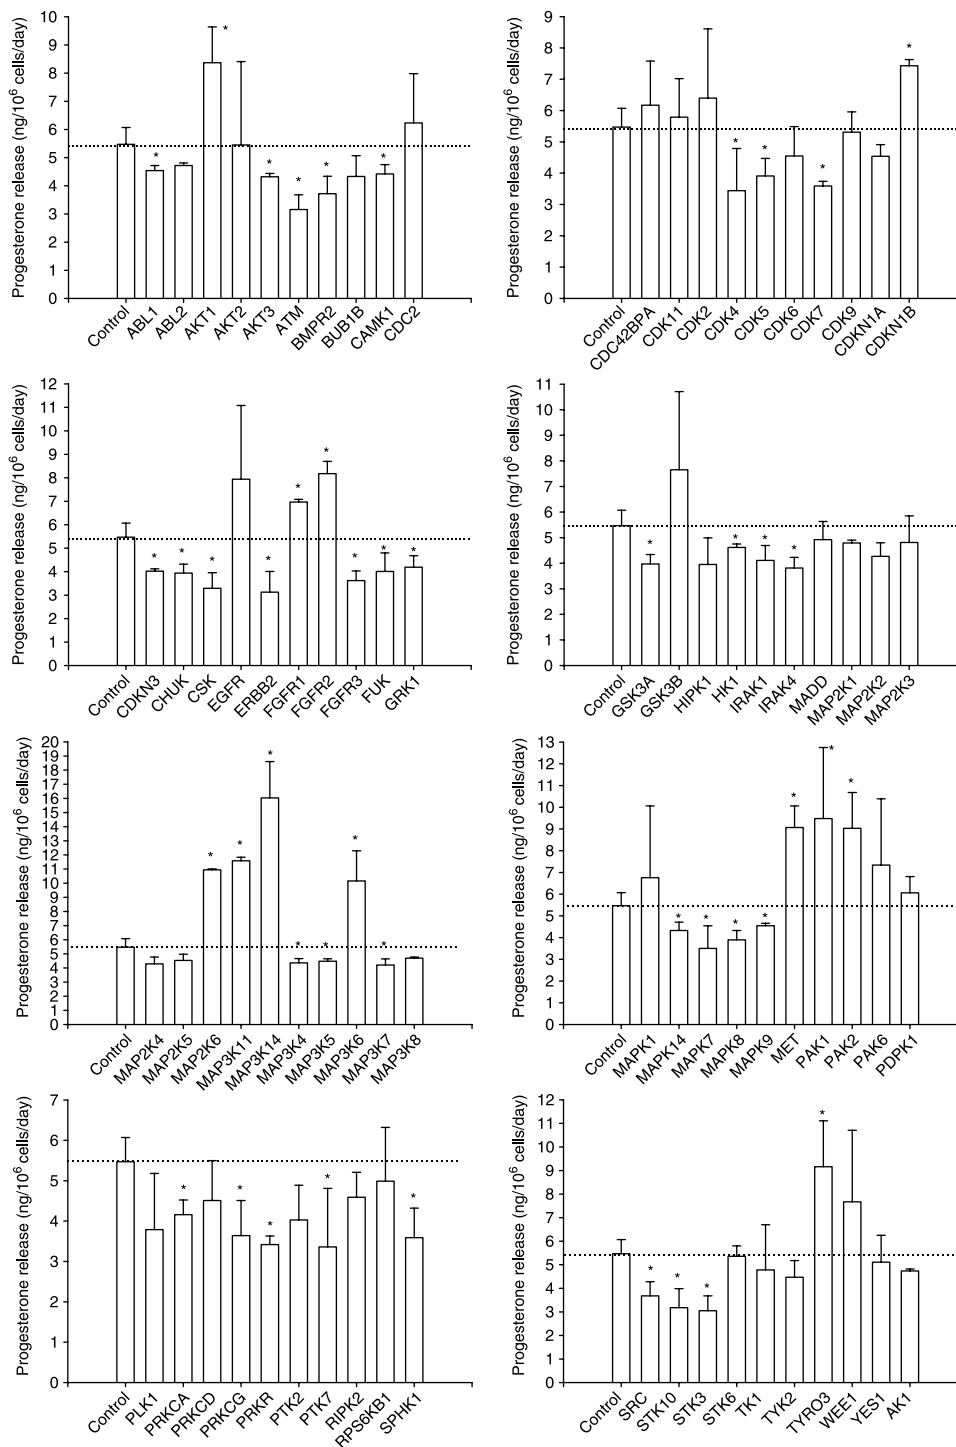 Progesterone release (ng/10⁶ cells/day)
10
9
8
7
6
5
4
3
2
1
0
*
*
*
*
*
*
Control
ABL1
ABL2
AKT1
AKT2
AKT3
ATM
BMPR2
BUB1B
CAMK1
CDC2
Progesterone release (ng/10⁶ cells/day)
9
8
7
6
5
4
3
2
1
0
*
*
*
*
Control
CDC42BPA
CDK11
CDK2
CDK4
CDK5
CDK6
CDK7
CDK9
CDKN1A
CDKN1B
Progesterone release (ng/10⁶ cells/day)
12
11
10
9
8
7
6
5
4
3
2
1
0
*
*
*
*
*
*
*
*
*
Control
CDKN3
CHUK
CSK
EGFR
ERBB2
FGFR1
FGFR2
FGFR3
FUK
GRK1
Progesterone release (ng/10⁶ cells/day)
11
10
9
8
7
6
5
4
3
2
1
0
*
*
*
*
Control
GSK3A
GSK3B
HIPK1
HK1
IRAK1
IRAK4
MADD
MAP2K1
MAP2K2
MAP2K3
Progesterone release (ng/10⁶ cells/day)
20
19
18
17
16
15
14
13
12
11
10
9
8
7
6
5
4
3
2
1
0
*
*
*
*
*
*
*
Control
MAP2K4
MAP2K5
MAP2K6
MAP3K11
MAP3K14
MAP3K4
MAP3K5
MAP3K6
MAP3K7
MAP3K8
Progesterone release (ng/10⁶ cells/day)
13
12
11
10
9
8
7
6
5
4
3
2
1
0
*
*
*
*
*
*
*
Control
MAPK1
MAPK14
MAPK7
MAPK8
MAPK9
MET
PAK1
PAK2
PAK6
PDPK1
Progesterone release (ng/10⁶ cells/day)
7
6
5
4
3
2
1
0
*
*
*
*
*
Control
PLK1
PRKCA
PRKCD
PRKCG
PRKR
PTK2
PTK7
RIPK2
RPS6KB1
SPHK1
Progesterone release (ng/10⁶ cells/day)
12
11
10
9
8
7
6
5
4
3
2
1
0
*
*
*
*
Control
SRC
STK10
STK3
STK6
TK1
TYK2
TYRO3
WEE1
YES1
AK1